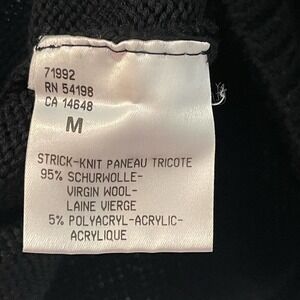 71992
RN 54198
CA 14648
M
STRICK-KNIT PANEAU TRICOTE
95% SCHURWOLLE-
VIRGIN WOOL-
LAINE VIERGE
5% POLYACRYL-ACRYLIC-
ACRYLIQUE